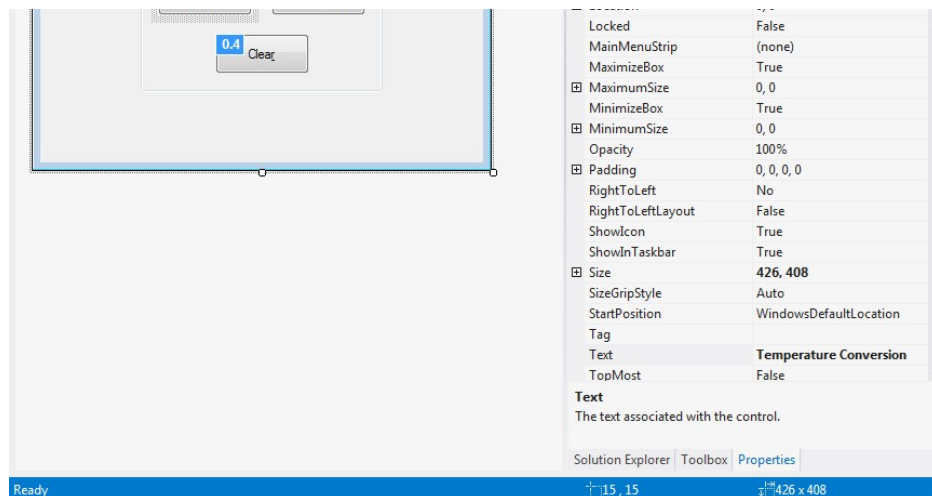 Locked False
MainMenuStrip (none)
MaximizeBox True
MaximumSize 0, 0
MinimizeBox True
MinimumSize 0, 0
Opacity 100%
Padding 0, 0, 0, 0
RightToLeft No
RightToLeftLayout False
ShowIcon True
ShowInTaskbar True
Size 426, 408
SizeGripStyle Auto
StartPosition WindowsDefaultLocation
Tag
Text Temperature Conversion
TopMost False
Text
The text associated with the control.
Solution Explorer Toolbox Properties
0.4 Clear
Ready 15 , 15 426 x 408